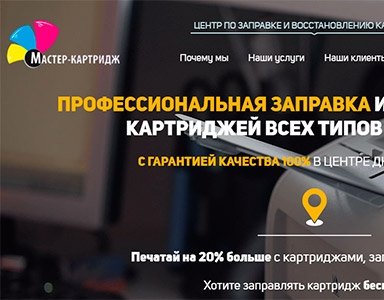 ЦЕНТР ПО ЗАПРАВКЕ И ВОССТАНОВЛЕНИЮ
МАСТЕР-КАРТРИДЖ
Почему мы Наши услуги Наши клиенты
ПРОФЕССИОНАЛЬНАЯ ЗАПРАВКА И
КАРТРИДЖЕЙ ВСЕХ ТИПОВ
С ГАРАНТИЕЙ КАЧЕСТВА 100% В ЦЕНТРЕ
Печатай на 20% больше с картриджами,
Хотите заправлять картридж